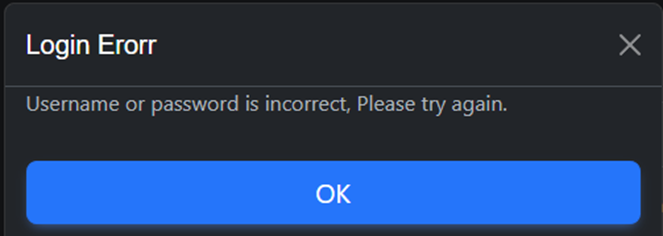 Login Erorr
Username or password is incorrect, Please try again.
OK